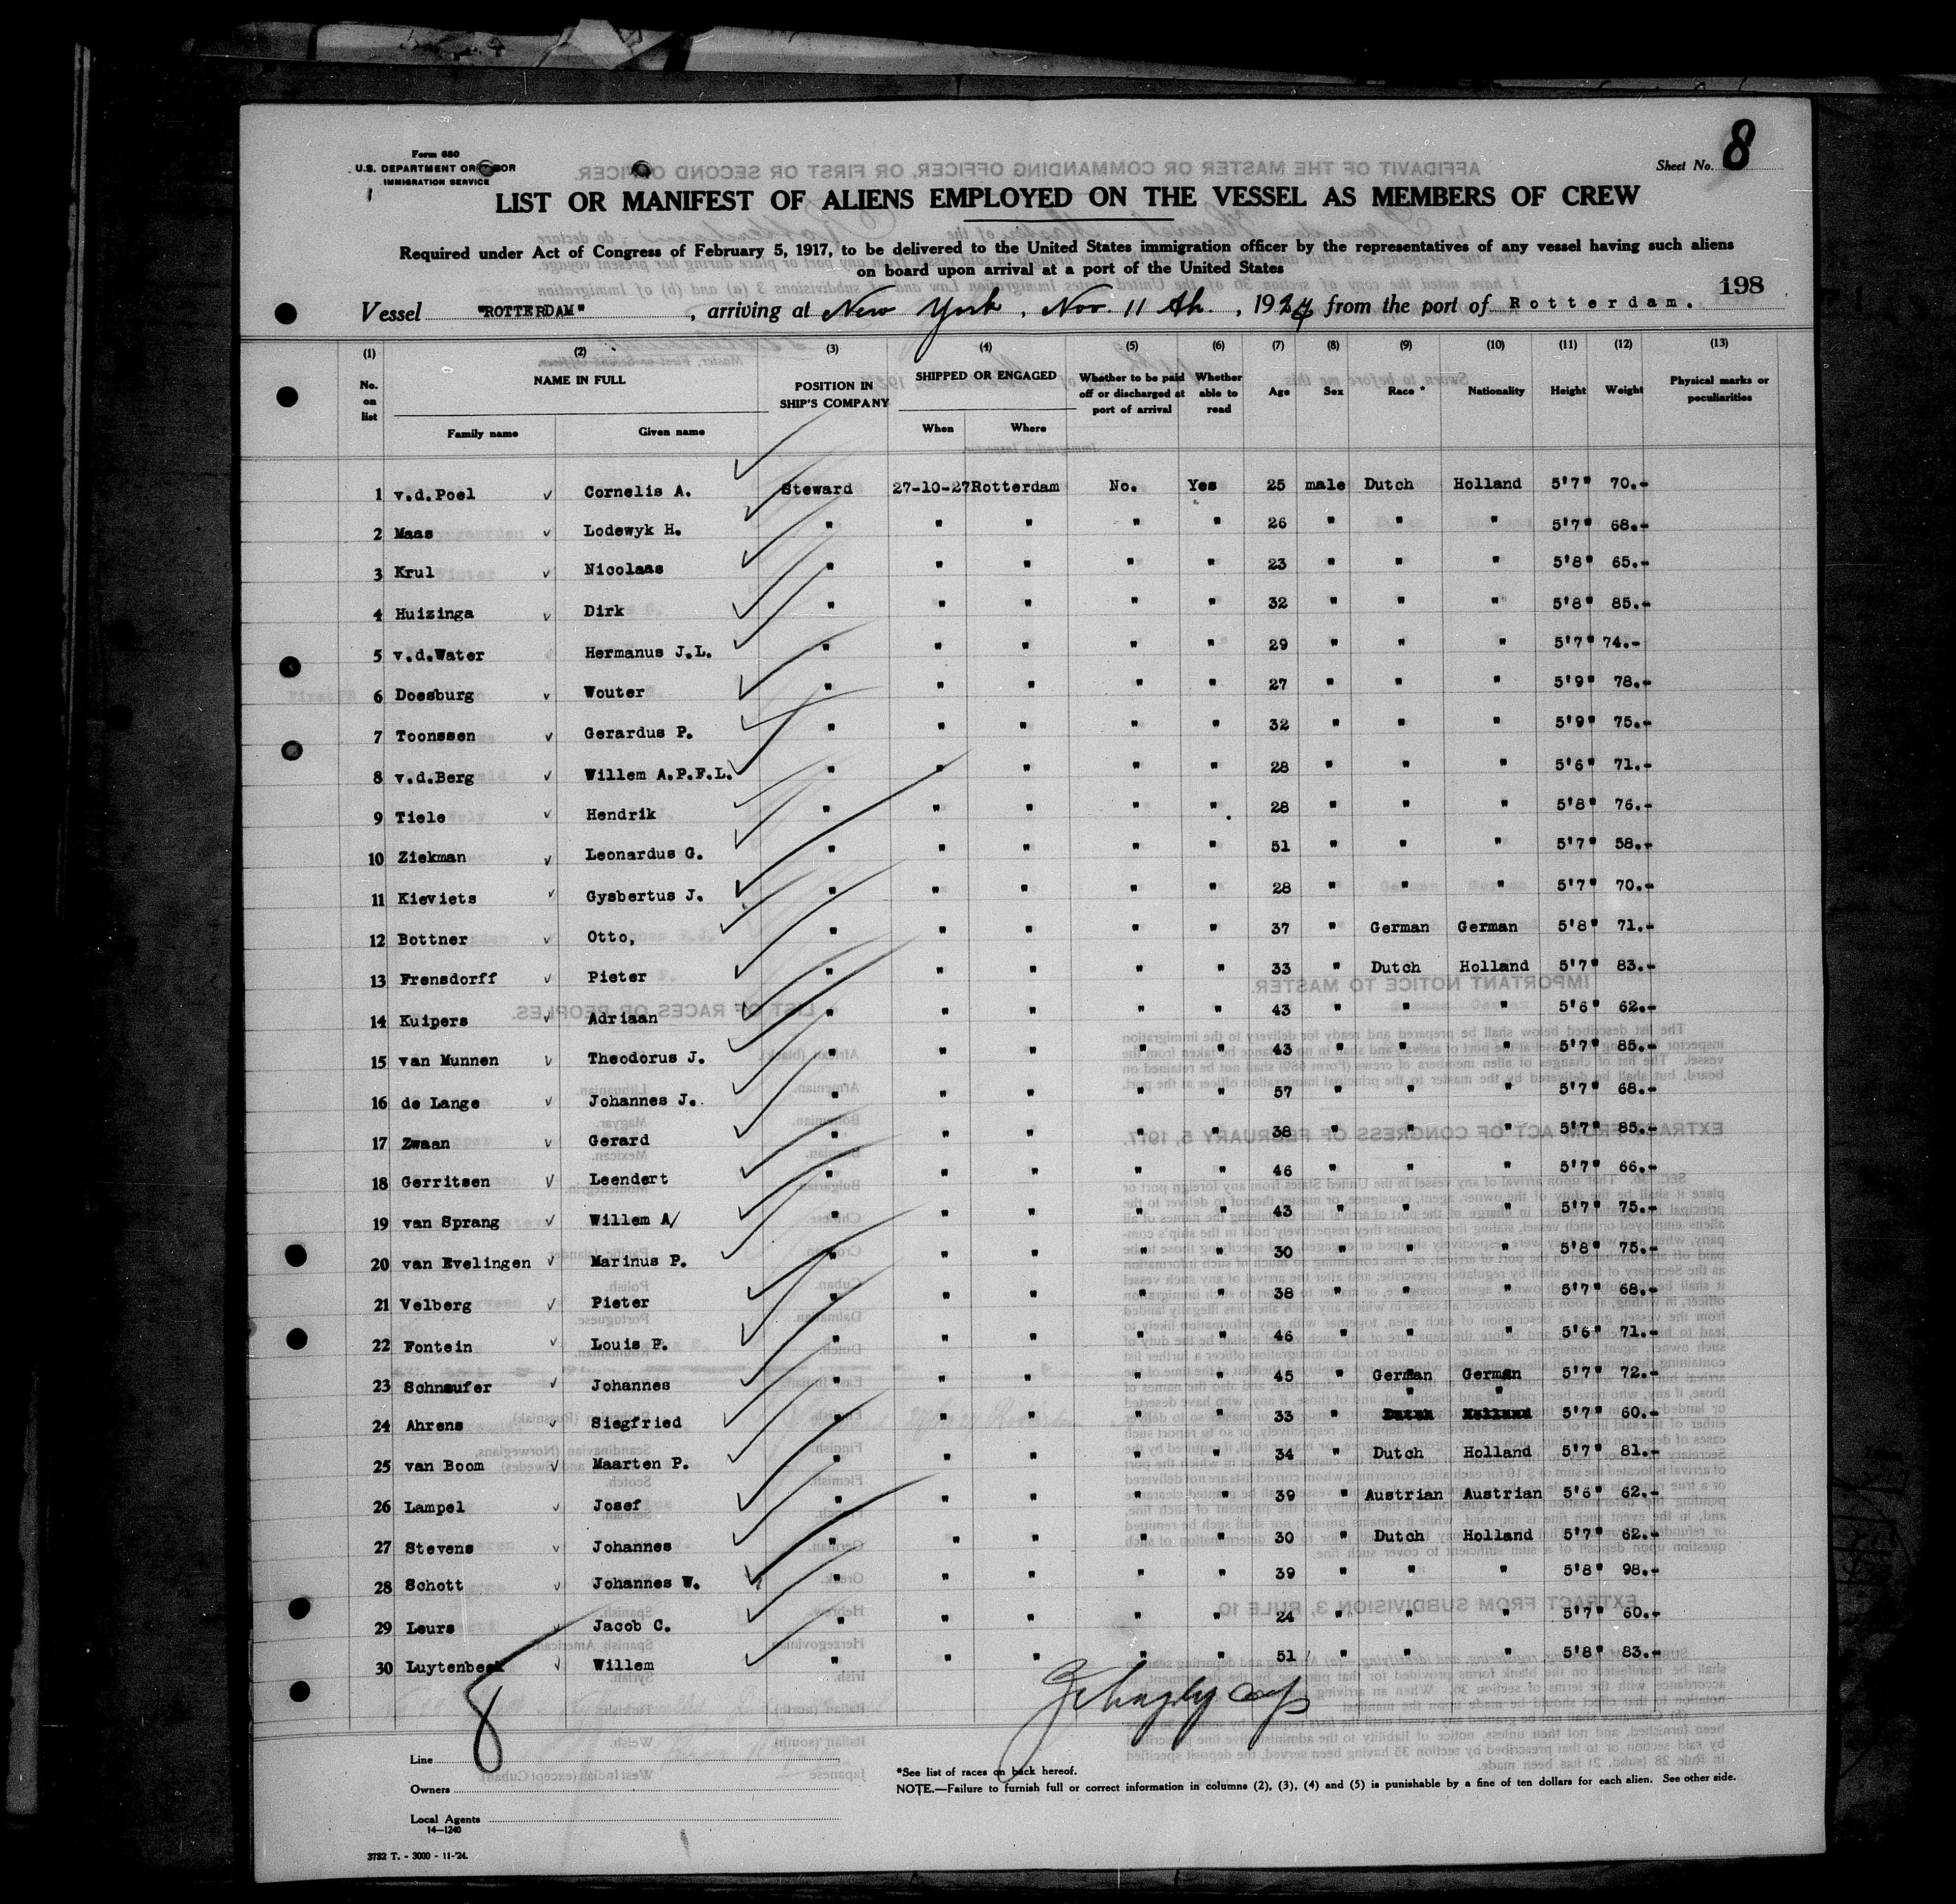 Form 680
U.S. DEPARTMENT OF LABOR
IMMIGRATION SERVICE
Sheet No. 8
LIST OR MANIFEST OF ALIENS EMPLOYED ON THE VESSEL AS MEMBERS OF CREW
Required under Act of Congress of February 5, 1917, to be delivered to the United States immigration officer by the representatives of any vessel having such aliens
on board upon arrival at a port of the United States
198
Vessel "ROTTERDAM", arriving at New York, Nov. 11 th., 192 from the port of Rotterdam.
(1) (2) (3) (4) (5) (6) (7) (8) (9) (10) (11) (12) (13)
No. on list NAME IN FULL POSITION IN SHIP'S COMPANY SHIPPED OR ENGAGED Whether to be paid off or discharged at port of arrival Whether able to read Age Sex Race * Nationality Height Weight Physical marks or peculiarities
Family name Given name When Where
1 v.d.Poel Cornelis A. Steward 27-10-27 Rotterdam No. Yes 25 male Dutch Holland 5'7" 70.-
2 Maas Lodewyk H. " " " " " 26 " " " 5'7" 68.-
3 Krul Nicolaas " " " " " 23 " " " 5'8" 65.-
4 Huizinga Dirk " " " " " 32 " " " 5'8" 85.-
5 v.d.Water Hermanus J.L. " " " " " 29 " " " 5'7" 74.-
6 Doesburg Wouter " " " " " 27 " " " 5'9" 78.-
7 Toonssen Gerardus P. " " " " " 32 " " " 5'9" 75.-
8 v.d.Berg Willem A.P.F.L. " " " " " 28 " " " 5'6" 71.-
9 Tiele Hendrik " " " " " 28 " " " 5'8" 76.-
10 Ziekman Leonardus G. " " " " " 51 " " " 5'7" 58.-
11 Kieviets Gysbertus J. " " " " " 28 " " " 5'7" 70.-
12 Bottner Otto, " " " " " 37 " German German 5'8" 71.-
13 Frensdorff Pieter " " " " " 33 " Dutch Holland 5'7" 83.-
14 Kuipers Adriaan " " " " " 43 " " " 5'6" 62.-
15 van Munnen Theodorus J. " " " " " 43 " " " 5'7" 85.-
16 de Lange Johannes J. " " " " " 57 " " " 5'7" 68.-
17 Zwaan Gerard " " " " " 38 " " " 5'7" 85.-
18 Gerritsen Leendert " " " " " 46 " " " 5'7" 66.-
19 van Sprang Willem A/ " " " " " 43 " " " 5'7" 75.-
20 van Evelingen Marinus P. " " " " " 30 " " " 5'8" 75.-
21 Velberg Pieter " " " " " 38 " " " 5'7" 68.-
22 Fontein Louis P. " " " " " 46 " " " 5'6" 71.-
23 Schnaufer Johannes " " " " " 45 " German German 5'7" 72.-
24 Ahrens Siegfried " " " " " 33 " " " 5'7" 60.-
25 van Boom Maarten P. " " " " " 34 " Dutch Holland 5'7" 81.-
26 Lampel Josef " " " " " 39 " Austrian Austrian 5'6" 62.-
27 Stevens Johannes " " " " " 30 " Dutch Holland 5'7" 62.-
28 Schott Johannes W. " " " " " 39 " " " 5'8" 98.-
29 Leurs Jacob C. " " " " " 24 " " " 5'7" 60.-
30 Luytenbeek Willem " " " " " 51 " " " 5'8" 83.-
8
Line
Owners
Local Agents
14—1240
*See list of races on back hereof.
NOTE.—Failure to furnish full or correct information in columns (2), (3), (4) and (5) is punishable by a fine of ten dollars for each alien. See other side.
3732 T. - 3000 - 11-'24.